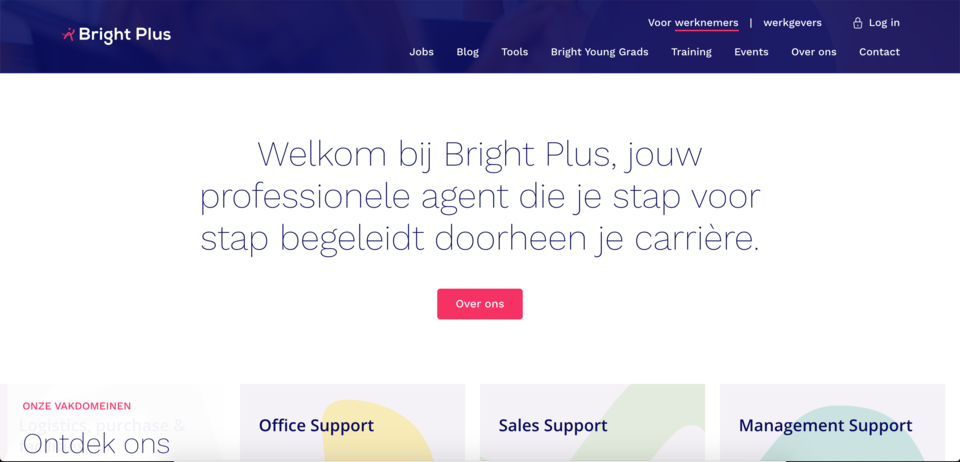 Bright Plus
Voor werknemers | werkgevers Log in
Jobs Blog Tools Bright Young Grads Training Events Over ons Contact
Welkom bij Bright Plus, jouw
professionele agent die je stap voor
stap begeleidt doorheen je carrière.
Over ons
ONZE VAKDOMEINEN
Logistics, purchase &
Ontdek ons
Office Support
Sales Support
Management Support